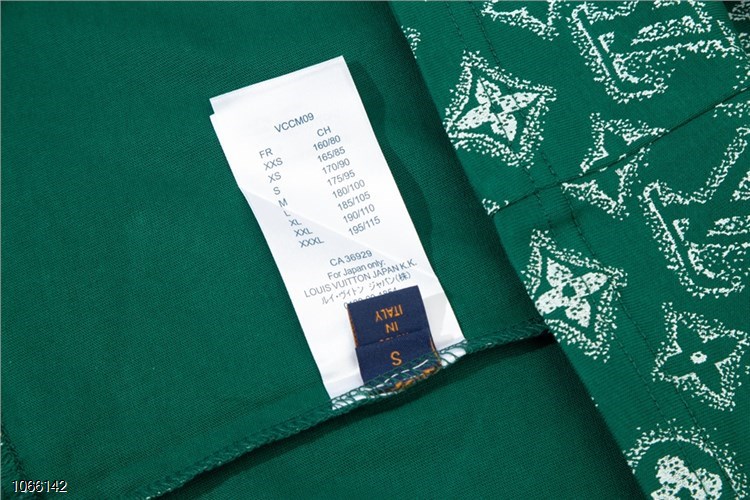 VCCM09
FR CH
XXS 160/80
XS 165/85
S 170/90
M 175/95
L 180/100
XL 185/105
XXL 190/110
XXXL 195/115
CA 36929
For Japan only:
LOUIS VUITTON JAPAN K.K.
ルイ・ヴィトン ジャパン(株)
IN
ITALY
S
1066142